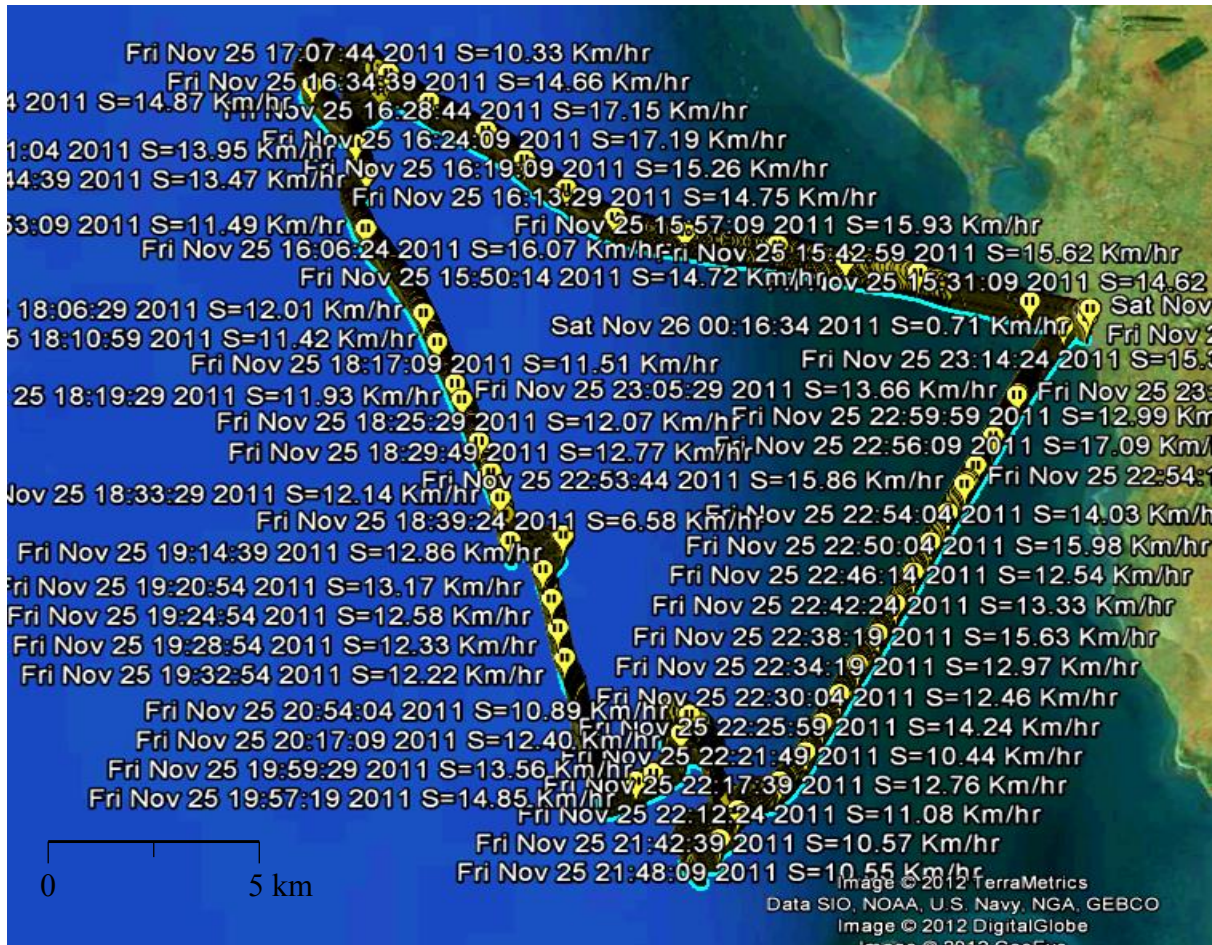 Fri Nov 25 17:07:44 2011 S=10.33 Km/hr
Fri Nov 25 16:34:39 2011 S=14.66 Km/hr
4 2011 S=14.87 Km/hr
Fri Nov 25 16:28:44 2011 S=17.15 Km/hr
Fri Nov 25 16:24:09 2011 S=17.19 Km/hr
1:04 2011 S=13.95 Km/hr
Fri Nov 25 16:19:09 2011 S=15.26 Km/hr
44:39 2011 S=13.47 Km/hr
Fri Nov 25 16:13:29 2011 S=14.75 Km/hr
53:09 2011 S=11.49 Km/hr
Fri Nov 25 15:57:09 2011 S=15.93 Km/hr
Fri Nov 25 16:06:24 2011 S=16.07 Km/hr
Fri Nov 25 15:42:59 2011 S=15.62 Km/hr
Fri Nov 25 15:50:14 2011 S=14.72 Km/hr
Nov 25 15:31:09 2011 S=14.62
Sat Nov
18:06:29 2011 S=12.01 Km/hr
Sat Nov 26 00:16:34 2011 S=0.71 Km/hr
Fri Nov 2
5 18:10:59 2011 S=11.42 Km/hr
Fri Nov 25 18:17:09 2011 S=11.51 Km/hr
Fri Nov 25 23:14:24 2011 S=15.3
25 18:19:29 2011 S=11.93 Km/hr
Fri Nov 25 23:05:29 2011 S=13.66 Km/hr
Fri Nov 25 23:
Fri Nov 25 18:25:29 2011 S=12.07 Km/hr
Fri Nov 25 22:59:59 2011 S=12.99 Km
Fri Nov 25 18:29:49 2011 S=12.77 Km/hr
Fri Nov 25 22:56:09 2011 S=17.09 Km/
Fri Nov 25 22:53:44 2011 S=15.86 Km/hr
Fri Nov 25 22:54:1
Nov 25 18:33:29 2011 S=12.14 Km/hr
Fri Nov 25 18:39:24 2011 S=6.58 Km/hr
Fri Nov 25 22:54:04 2011 S=14.03 Km/h
Fri Nov 25 19:14:39 2011 S=12.86 Km/hr
Fri Nov 25 22:50:04 2011 S=15.98 Km/hr
Fri Nov 25 19:20:54 2011 S=13.17 Km/hr
Fri Nov 25 22:46:14 2011 S=12.54 Km/hr
Fri Nov 25 19:24:54 2011 S=12.58 Km/hr
Fri Nov 25 22:42:24 2011 S=13.33 Km/hr
Fri Nov 25 19:28:54 2011 S=12.33 Km/hr
Fri Nov 25 22:38:19 2011 S=15.63 Km/hr
Fri Nov 25 19:32:54 2011 S=12.22 Km/hr
Fri Nov 25 22:34:19 2011 S=12.97 Km/hr
Fri Nov 25 22:30:04 2011 S=12.46 Km/hr
Fri Nov 25 20:54:04 2011 S=10.89 Km/hr
Fri Nov 25 22:25:59 2011 S=14.24 Km/hr
Fri Nov 25 20:17:09 2011 S=12.40 Km/hr
Fri Nov 25 22:21:49 2011 S=10.44 Km/hr
Fri Nov 25 19:59:29 2011 S=13.56 Km/hr
Fri Nov 25 22:17:39 2011 S=12.76 Km/hr
Fri Nov 25 19:57:19 2011 S=14.85 Km/hr
Fri Nov 25 22:12:24 2011 S=11.08 Km/hr
Fri Nov 25 21:42:39 2011 S=10.57 Km/hr
Fri Nov 25 21:48:09 2011 S=10.55 Km/hr
0 5 km
Image © 2012 TerraMetrics
Data SIO, NOAA, U.S. Navy, NGA, GEBCO
Image © 2012 DigitalGlobe
Image © 2012 GeoEye